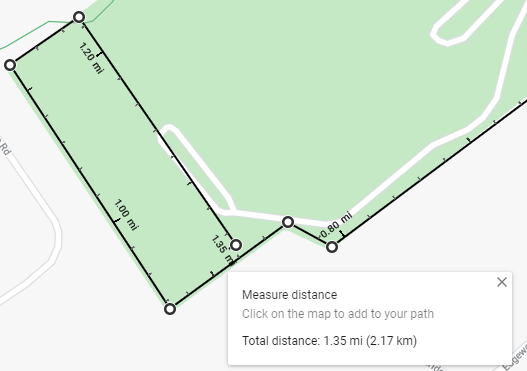 1.20 mi
Rd
1.00 mi
0.80 mi
1.35 m
Measure distance
Click on the map to add to your path
Total distance: 1.35 mi (2.17 km)
Edgew